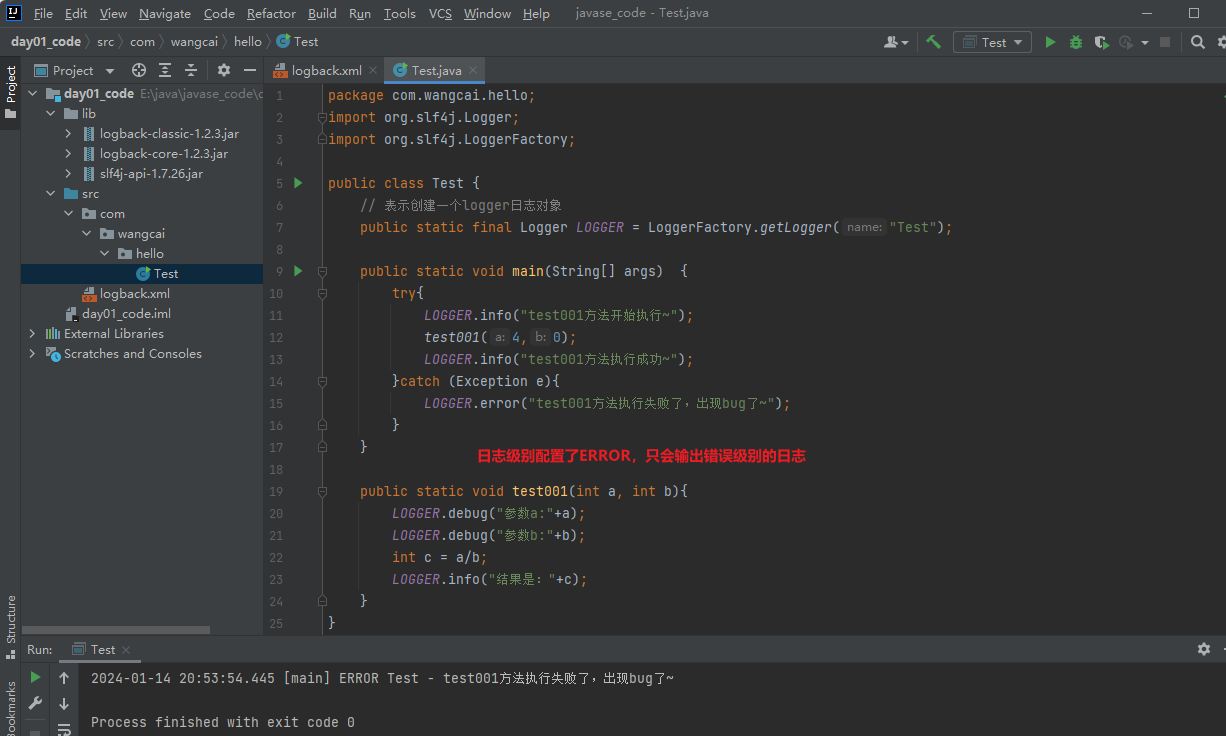 File Edit View Navigate Code Refactor Build Run Tools VCS Window Help javase_code - Test.java
day01_code src com wangcai hello Test Test
Project Project logback.xml Test.java
day01_code E:\java\javase_code\c
lib
logback-classic-1.2.3.jar
logback-core-1.2.3.jar
slf4j-api-1.7.26.jar
src
com
wangcai
hello
Test
logback.xml
day01_code.iml
External Libraries
Scratches and Consoles
1 package com.wangcai.hello;
2 import org.slf4j.Logger;
3 import org.slf4j.LoggerFactory;
4
5 public class Test {
6 // 表示创建一个logger日志对象
7 public static final Logger LOGGER = LoggerFactory.getLogger( name: "Test");
8
9 public static void main(String[] args)  {
10 try{
11 LOGGER.info("test001方法开始执行~");
12 test001( a: 4, b: 0);
13 LOGGER.info("test001方法执行成功~");
14 }catch (Exception e){
15 LOGGER.error("test001方法执行失败了，出现bug了~");
16 }
17 }
日志级别配置了ERROR，只会输出错误级别的日志
18
19 public static void test001(int a, int b){
20 LOGGER.debug("参数a:"+a);
21 LOGGER.debug("参数b:"+b);
22 int c = a/b;
23 LOGGER.info("结果是："+c);
24 }
25 }
Structure
Bookmarks
Run: Test
2024-01-14 20:53:54.445 [main] ERROR Test - test001方法执行失败了，出现bug了~
Process finished with exit code 0